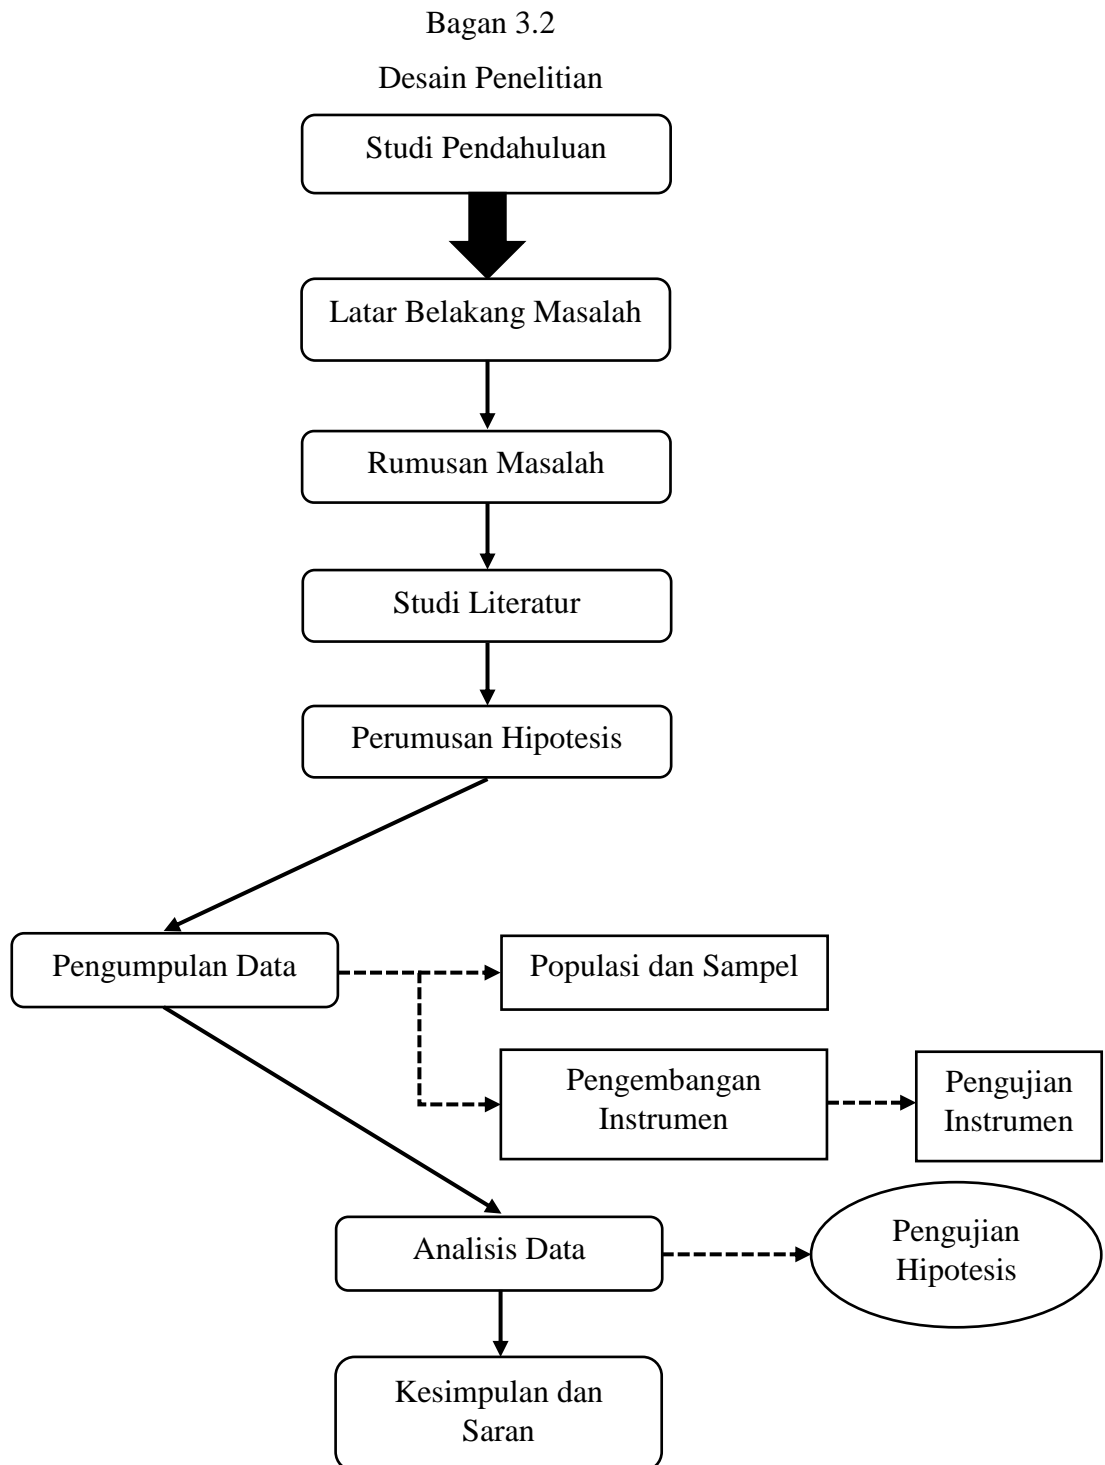 Bagan 3.2
Desain Penelitian
Studi Pendahuluan
Latar Belakang Masalah
Rumusan Masalah
Studi Literatur
Perumusan Hipotesis
Pengumpulan Data
Populasi dan Sampel
Pengembangan
Instrumen
Pengujian
Instrumen
Analisis Data
Pengujian
Hipotesis
Kesimpulan dan
Saran